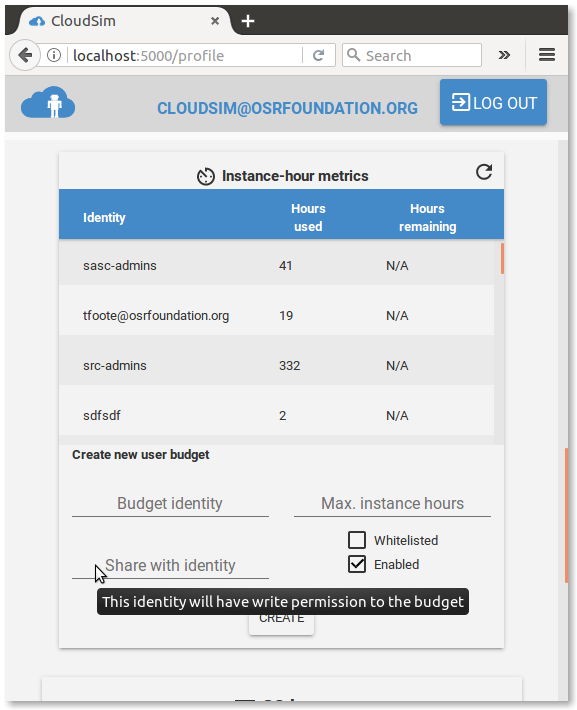 CloudSim
localhost:5000/profile
Search
CLOUDSIM@OSRFOUNDATION.ORG
LOG OUT
Instance-hour metrics
Identity
Hours used
Hours remaining
sasc-admins 41 N/A
tfoote@osrfoundation.org 19 N/A
src-admins 332 N/A
sdfsdf 2 N/A
Create new user budget
Budget identity
Max. instance hours
Whitelisted
Share with identity
Enabled
This identity will have write permission to the budget
CREATE